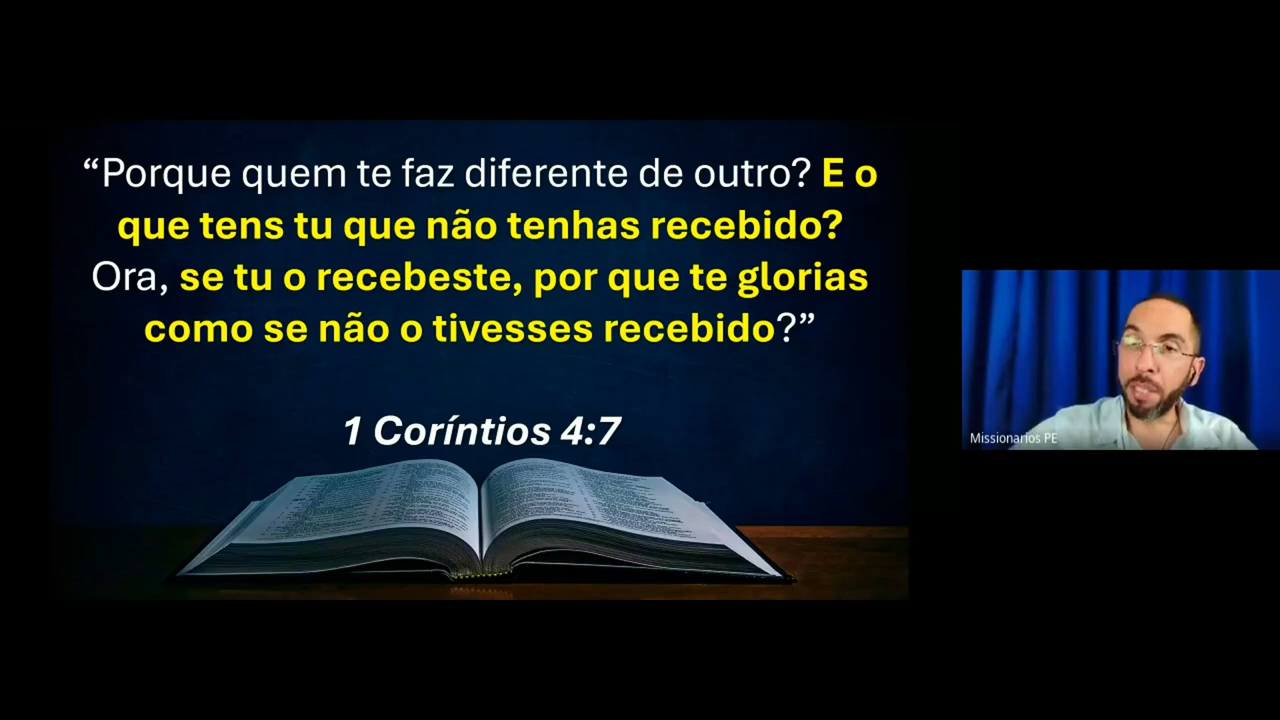 “Porque quem te faz diferente de outro? E o
que tens tu que não tenhas recebido?
Ora, se tu o recebeste, por que te glorias
como se não o tivesses recebido?”
1 Coríntios 4:7
Missionarios PE